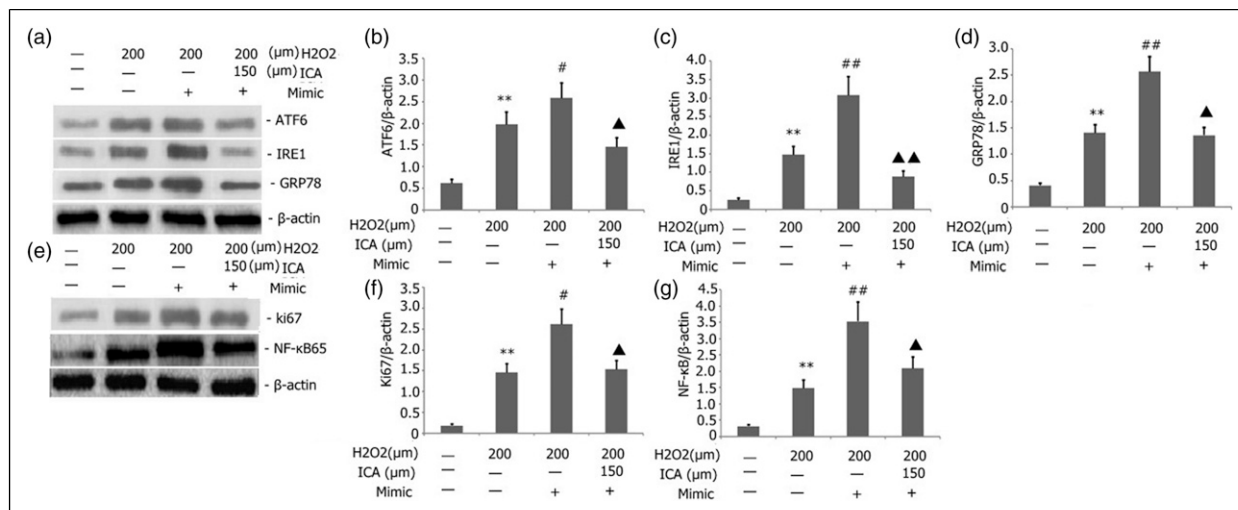 (a)
— 200 200 200 (μm) H2O2
— — — 150 (μm) ICA
— — + + Mimic
- ATF6
- IRE1
- GRP78
- β-actin
(e)
— 200 200 200 (μm) H2O2
— — — 150 (μm) ICA
— — + + Mimic
- ki67
- NF-κB65
- β-actin
(b)
ATF6/β-actin
3.5
3.0
2.5
2.0
1.5
1.0
0.5
0
** # ▲
H2O2(μm) — 200 200 200
ICA (μm) — — — 150
Mimic — — + +
(c)
IRE1/β-actin
4.0
3.5
3.0
2.5
2.0
1.5
1.0
0.5
0
** ## ▲▲
H2O2(μm) — 200 200 200
ICA (μm) — — — 150
Mimic — — + +
(d)
GRP78/β-actin
3.0
2.5
2.0
1.5
1.0
0.5
0
** ## ▲
H2O2(μm) — 200 200 200
ICA (μm) — — — 150
Mimic — — + +
(f)
Ki67/β-actin
3.5
3.0
2.5
2.0
1.5
1.0
0.5
0
** # ▲
H2O2(μm) — 200 200 200
ICA (μm) — — — 150
Mimic — — + +
(g)
NF-κB/β-actin
4.5
4.0
3.5
3.0
2.5
2.0
1.5
1.0
0.5
0
** ## ▲
H2O2(μm) — 200 200 200
ICA (μm) — — — 150
Mimic — — + +